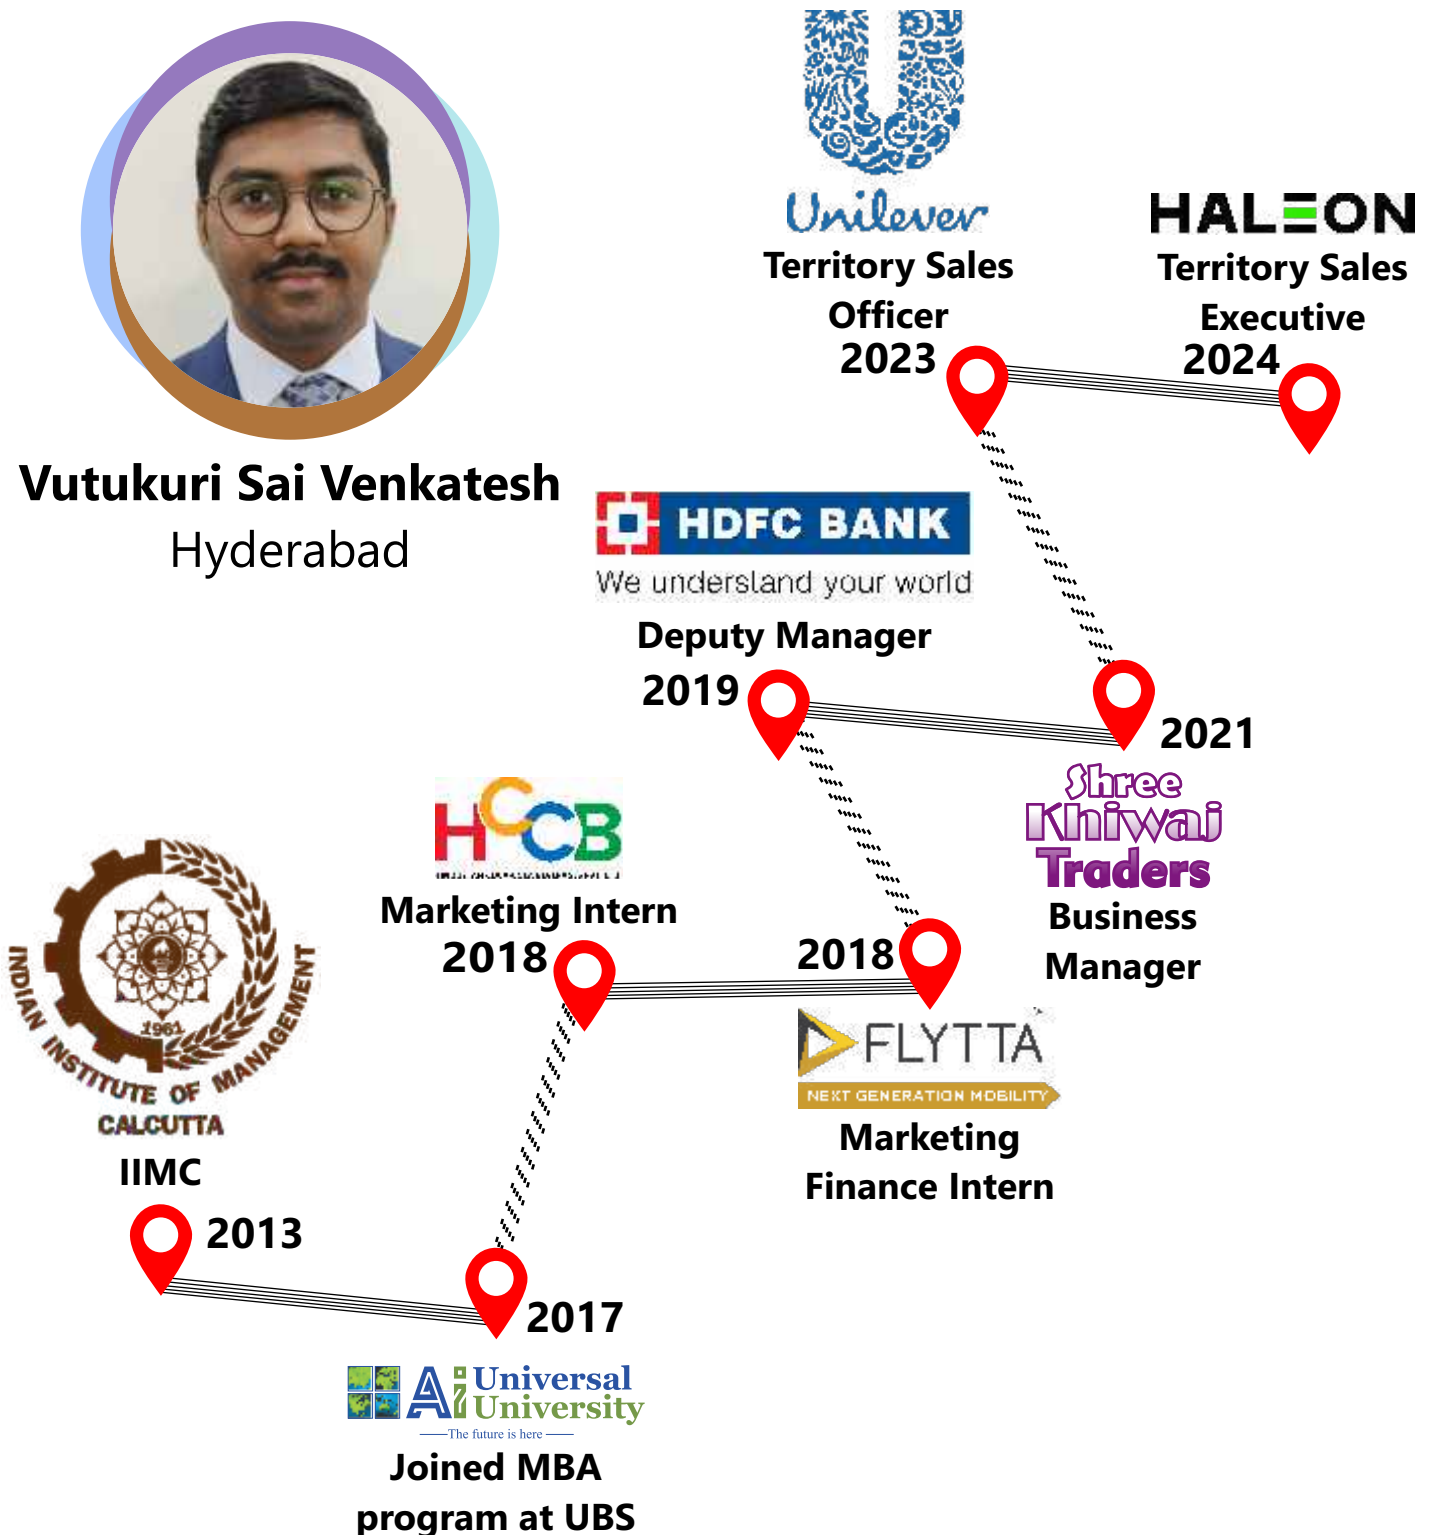 Vutukuri Sai Venkatesh
Hyderabad
Unilever
Territory Sales
Officer
2023
HALEON
Territory Sales
Executive
2024
HDFC BANK
We understand your world
Deputy Manager
2019
2021
Shree
Khiwaj
Traders
Business
Manager
HCCB
Marketing Intern
2018
2018
FLYTTA
NEXT GENERATION MOBILITY
Marketing
Finance Intern
1961
INDIAN INSTITUTE OF MANAGEMENT
CALCUTTA
IIMC
2013
2017
Ai Universal
University
The future is here
Joined MBA
program at UBS